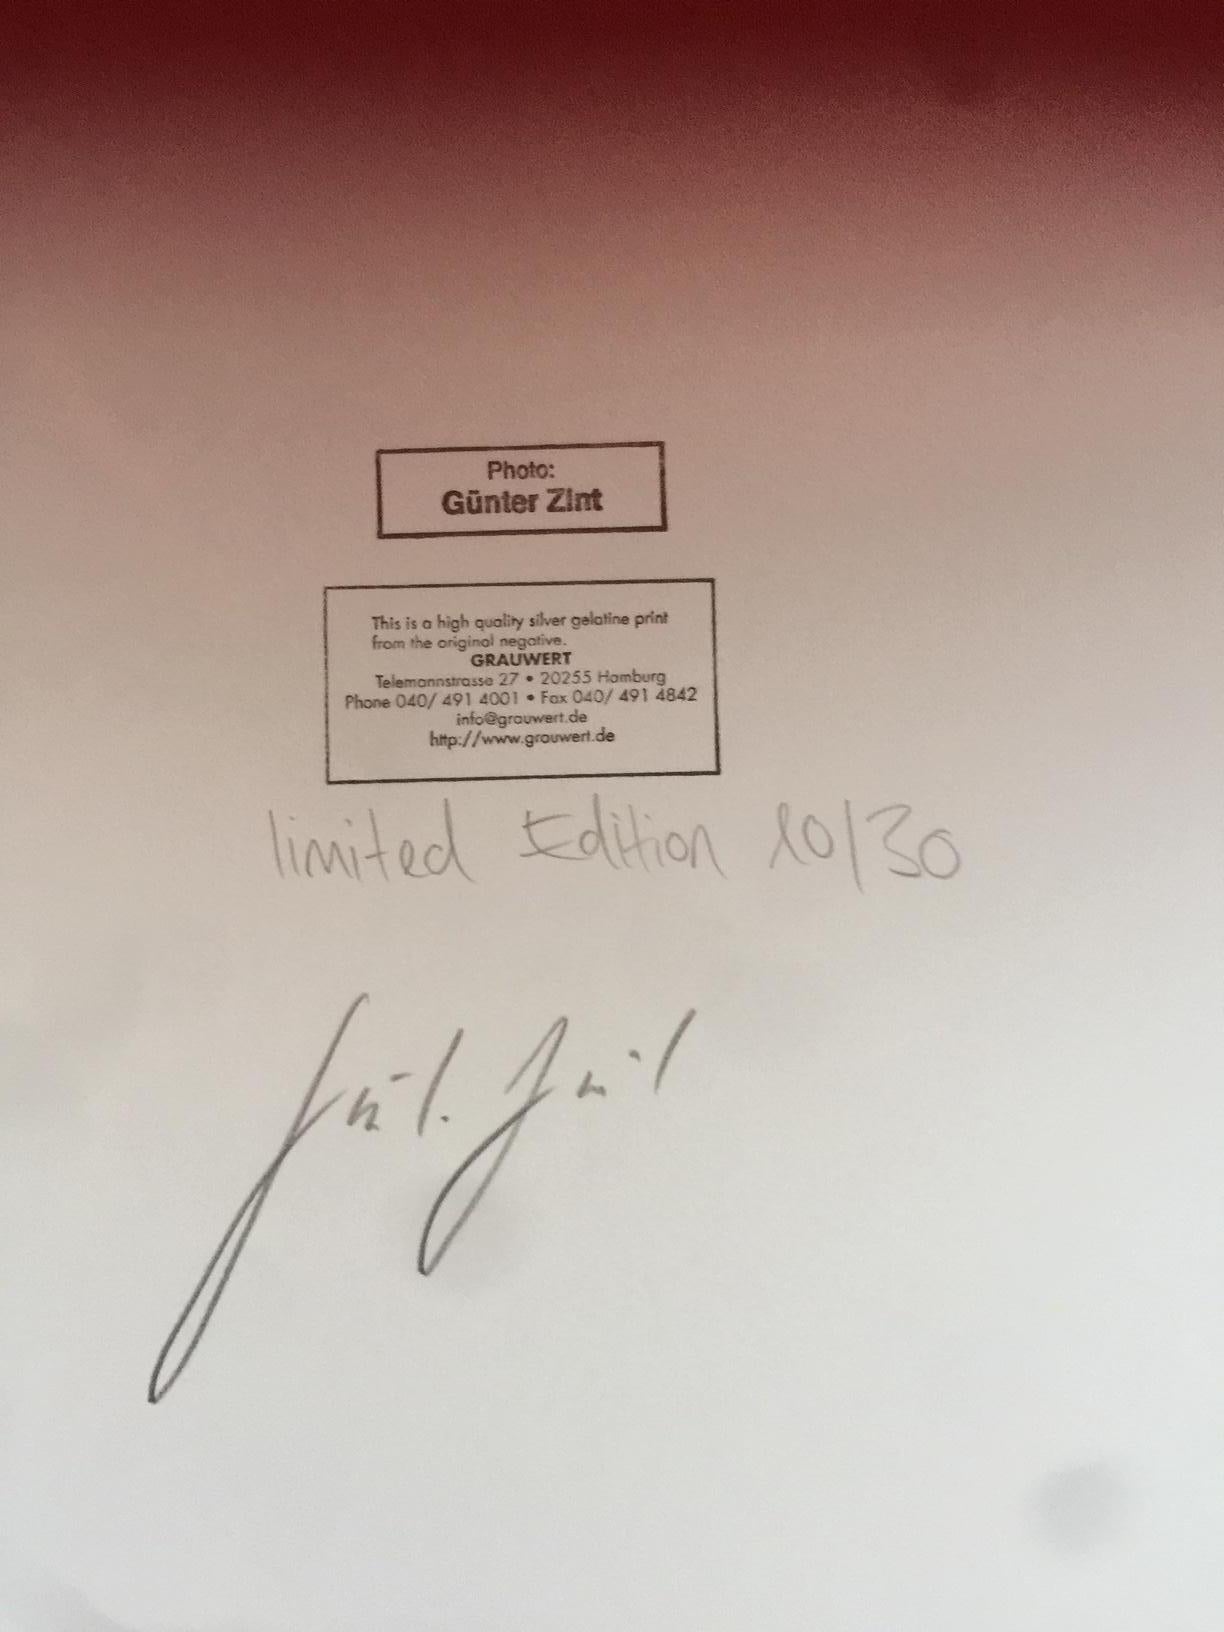 Photo:
Günter Zint
This is a high quality silver gelatine print
from the original negative.
GRAUWERT
Telemannstrasse 27 • 20255 Hamburg
Phone 040/ 491 4001 • Fax 040/ 491 4842
info@grauwert.de
http://www.grauwert.de
limited Edition 10/30